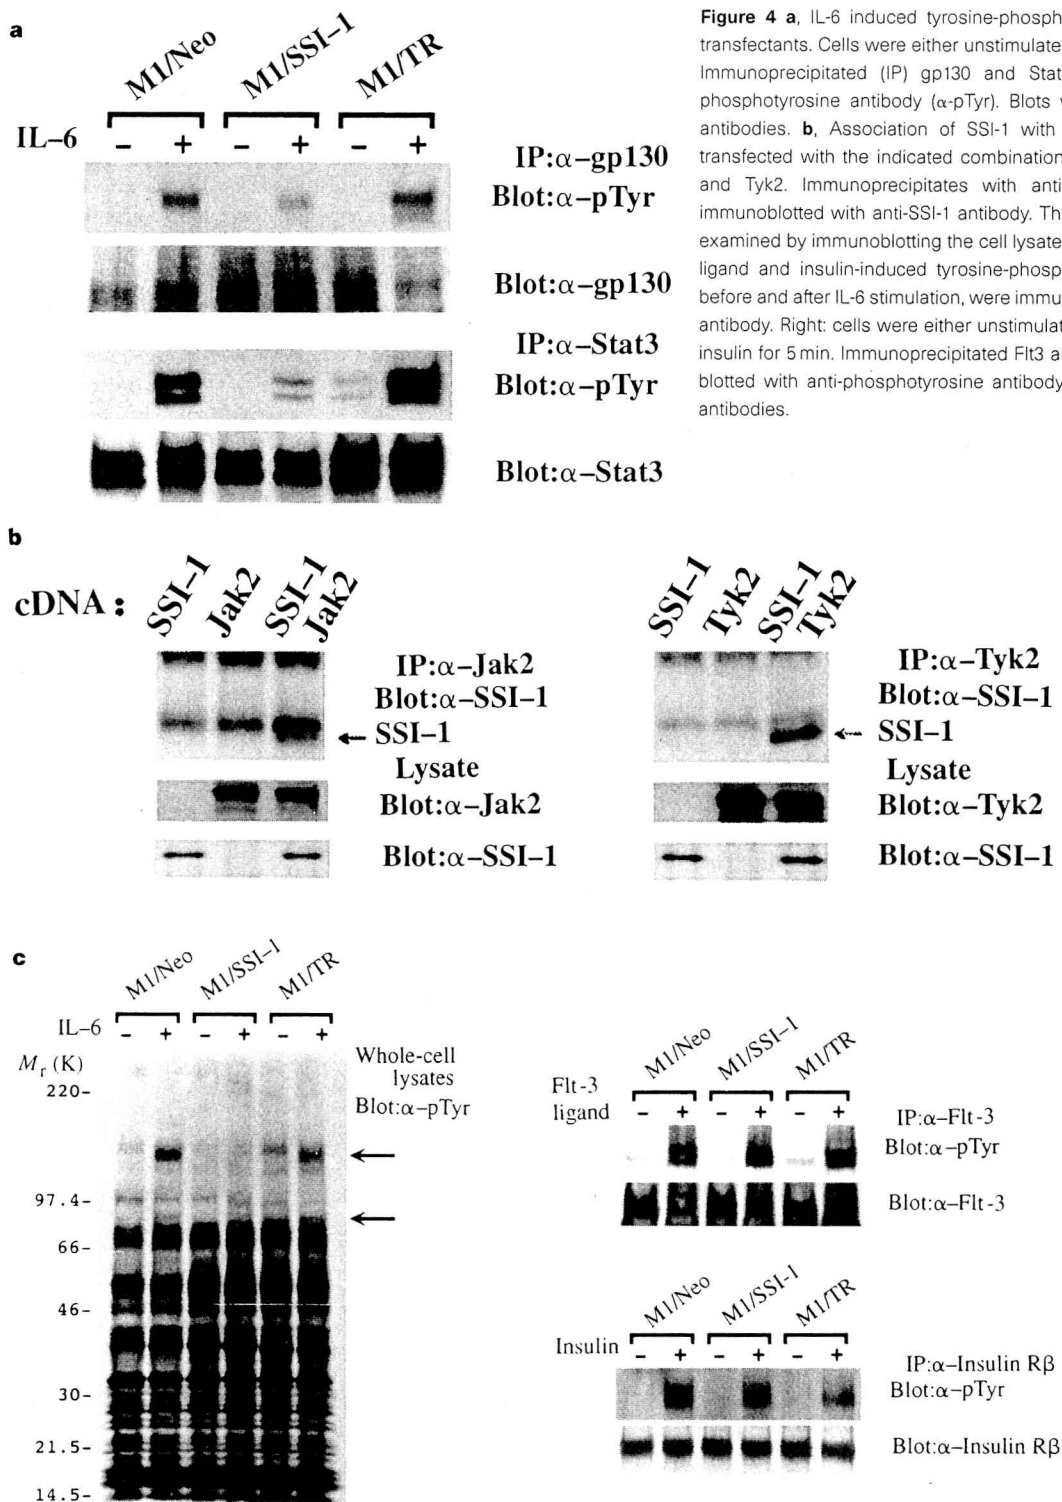 a
M1/Neo M1/SSI-1 M1/TR
IL-6 – + – + – +
IP:α-gp130
Blot:α-pTyr
Blot:α-gp130
IP:α-Stat3
Blot:α-pTyr
Blot:α-Stat3
Figure 4 a, IL-6 induced tyrosine-phosph
transfectants. Cells were either unstimulate
Immunoprecipitated (IP) gp130 and Stat
phosphotyrosine antibody (α-pTyr). Blots
antibodies. b, Association of SSI-1 with
transfected with the indicated combination
and Tyk2. Immunoprecipitates with anti
immunoblotted with anti-SSI-1 antibody. Th
examined by immunoblotting the cell lysate
ligand and insulin-induced tyrosine-phosp
before and after IL-6 stimulation, were immu
antibody. Right: cells were either unstimulat
insulin for 5 min. Immunoprecipitated Flt3 a
blotted with anti-phosphotyrosine antibody
antibodies.
b
cDNA :
SSI-1 Jak2 SSI-1 Jak2
IP:α-Jak2
Blot:α-SSI-1
SSI-1
Lysate
Blot:α-Jak2
Blot:α-SSI-1
SSI-1 Tyk2 SSI-1 Tyk2
IP:α-Tyk2
Blot:α-SSI-1
SSI-1
Lysate
Blot:α-Tyk2
Blot:α-SSI-1
c
M1/Neo M1/SSI-1 M1/TR
IL-6 – + – + – +
Mr (K)
220-
97.4-
66-
46-
30-
21.5-
14.5-
Whole-cell
lysates
Blot:α-pTyr
M1/Neo M1/SSI-1 M1/TR
Flt-3
ligand – + – + – +
IP:α-Flt-3
Blot:α-pTyr
Blot:α-Flt-3
M1/Neo M1/SSI-1 M1/TR
Insulin – + – + – +
IP:α-Insulin Rβ
Blot:α-pTyr
Blot:α-Insulin Rβ